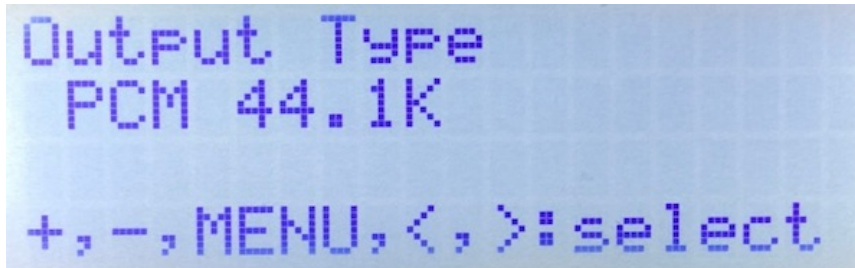 Output Type
PCM 44.1K
+,-,MENU,<,>:select